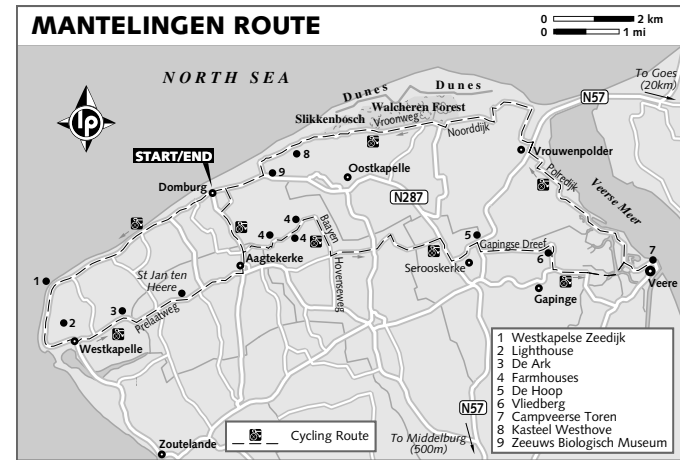 MANTELINGEN ROUTE
0 2 km
0 1 mi
NORTH SEA
To Goes
(20km)
N57
Dunes
Dunes
Walcheren Forest
Slikkenbosch
Vroonweg
Noorddijk
lp
START/END
8
Vrouwenpolder
9
Oostkapelle
Polredijk
Domburg
N287
Veerse Meer
4
4
4
Baayen
Hovenseweg
5
Gapingse Dreef
6
7
Aagtekerke
Serooskerke
Veere
St Jan ten
Heere
1
Gapinge
3
2
Prelaatweg
Westkapelle
1 Westkapelse Zeedijk
2 Lighthouse
3 De Ark
4 Farmhouses
5 De Hoop
6 Vliedberg
7 Campveerse Toren
8 Kasteel Westhove
9 Zeeuws Biologisch Museum
N57
Cycling Route
To Middelburg
(500m)
Zoutelande